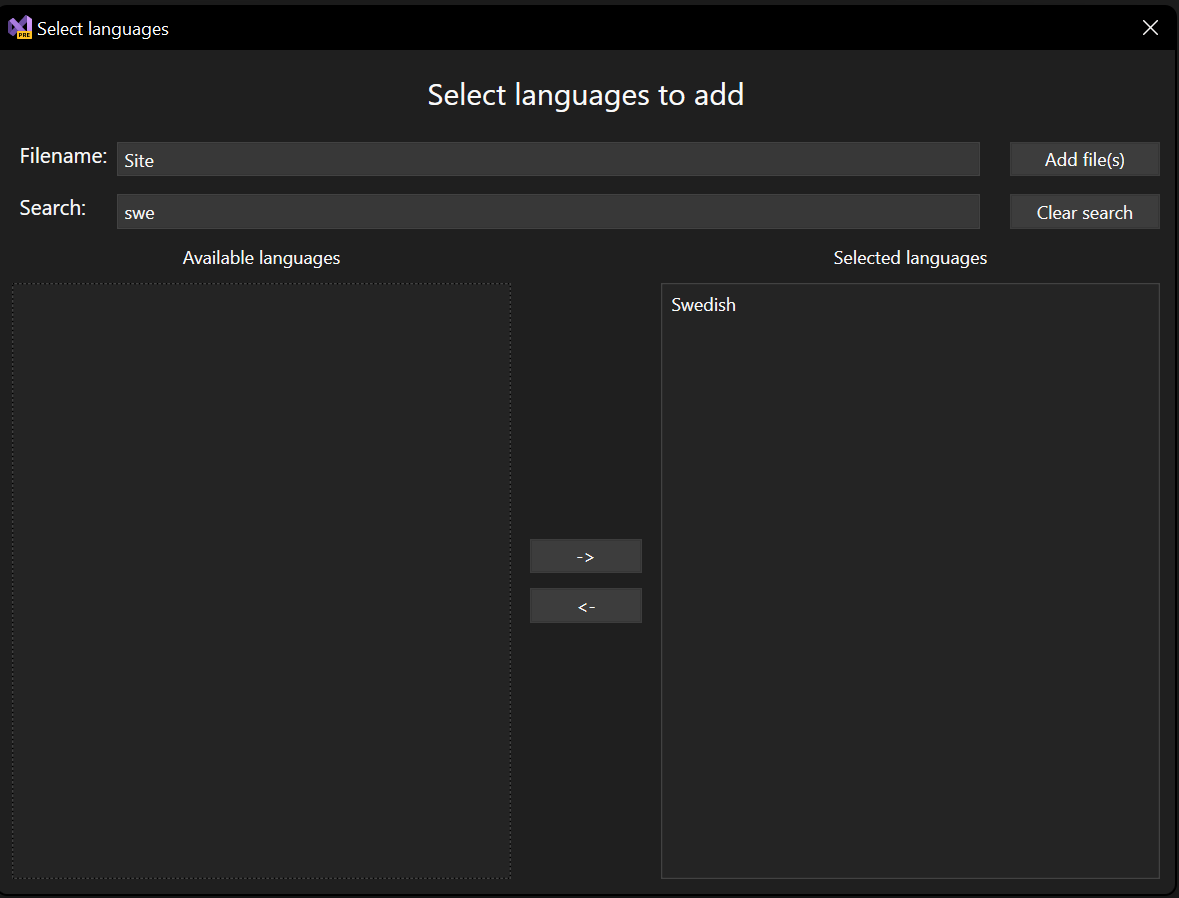 PRE
Select languages
Select languages to add
Filename:
Site
Add file(s)
Search:
swe
Clear search
Available languages
Selected languages
Swedish
->
<-